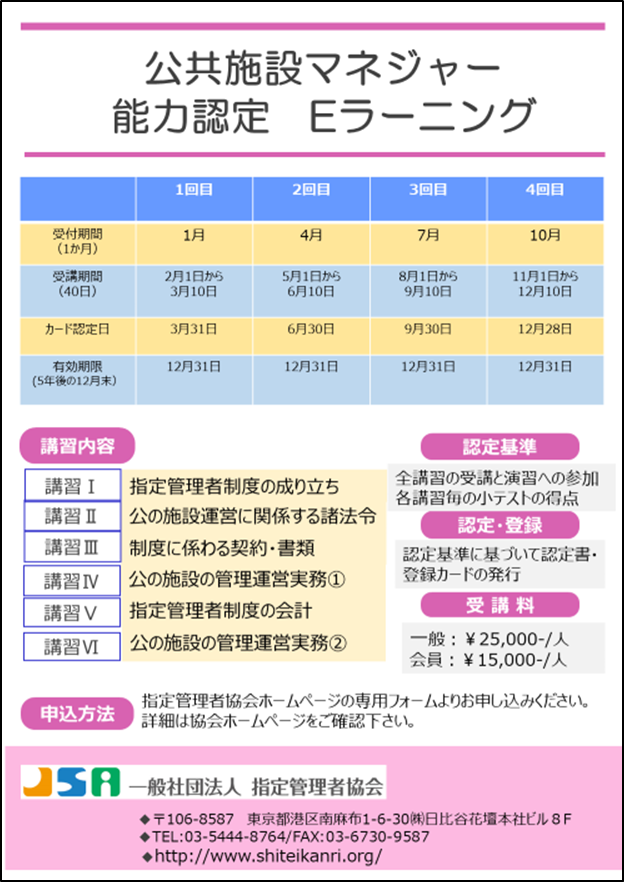 公共施設マネジャー
能力認定　Eラーニング
1回目 2回目 3回目 4回目
受付期間 1月 4月 7月 10月
（1か月）
受講期間 2月1日から 5月1日から 8月1日から 11月1日から
（40日） 3月10日 6月10日 9月10日 12月10日
カード認定日 3月31日 6月30日 9月30日 12月28日
有効期限 12月31日 12月31日 12月31日 12月31日
(5年後の12月末）
講習内容
講習Ⅰ 指定管理者制度の成り立ち
講習Ⅱ 公の施設運営に関係する諸法令
講習Ⅲ 制度に係わる契約・書類
講習Ⅳ 公の施設の管理運営実務①
講習Ⅴ 指定管理者制度の会計
講習Ⅵ 公の施設の管理運営実務②
認定基準
全講習の受講と演習への参加
各講習毎の小テストの得点
認定・登録
認定基準に基づいて認定書・
登録カードの発行
受 講 料
一般：￥25,000-/人
会員：￥15,000-/人
申込方法
指定管理者協会ホームページの専用フォームよりお申し込みください。
詳細は協会ホームページをご確認下さい。
JSA 一般社団法人 指定管理者協会
◆〒106-8587　東京都港区南麻布1-6-30㈱日比谷花壇本社ビル８F
◆TEL:03-5444-8764/FAX:03-6730-9587
◆http://www.shiteikanri.org/